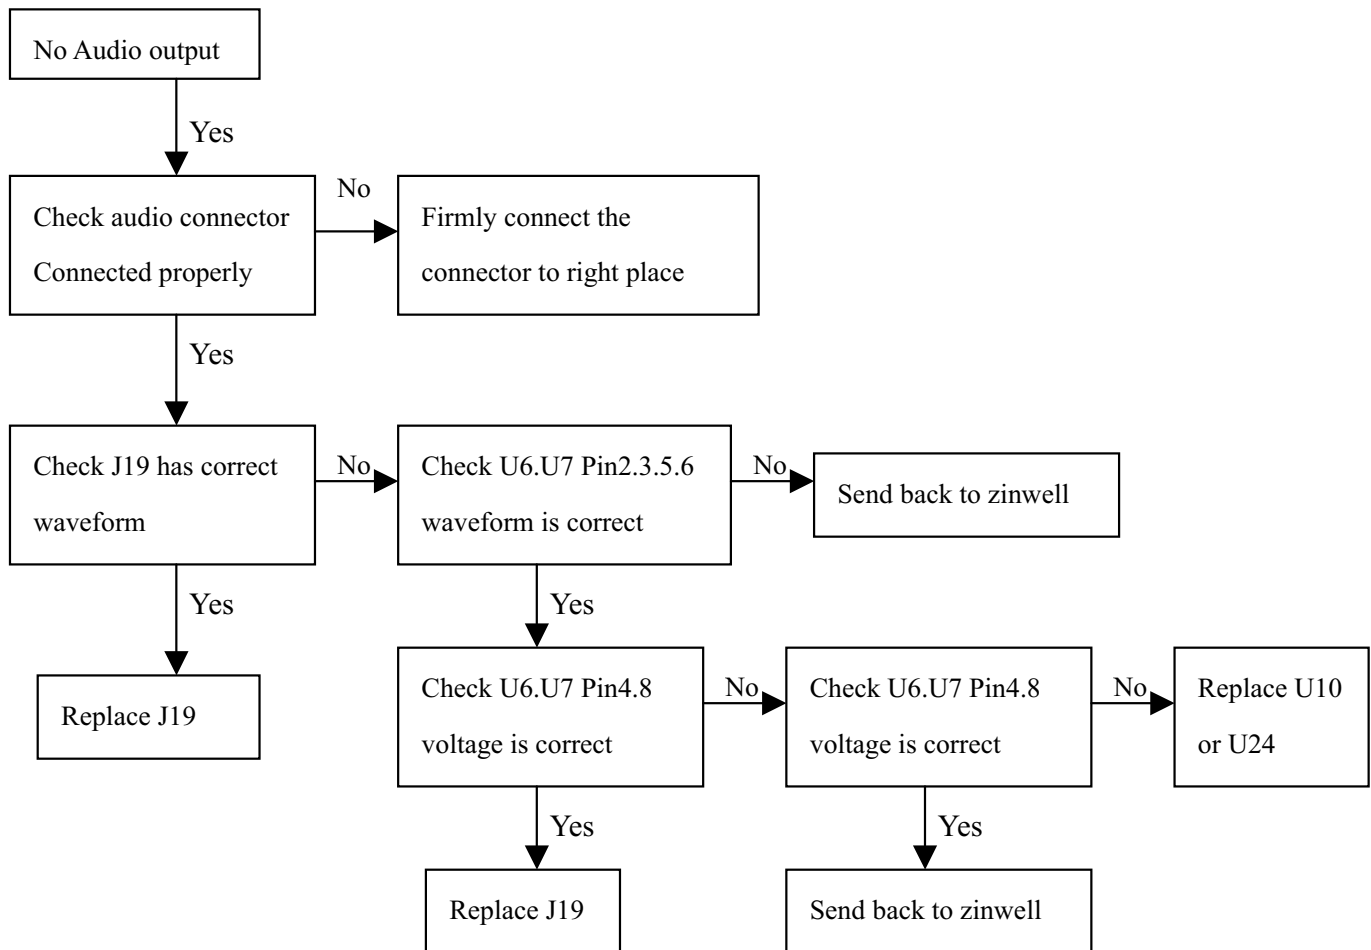 No Audio output
Yes
Check audio connector
Connected properly
No
Firmly connect the
connector to right place
Yes
Check J19 has correct
waveform
No
Check U6.U7 Pin2.3.5.6
waveform is correct
No
Send back to zinwell
Yes
Replace J19
Yes
Check U6.U7 Pin4.8
voltage is correct
No
Check U6.U7 Pin4.8
voltage is correct
No
Replace U10
or U24
Yes
Replace J19
Yes
Send back to zinwell